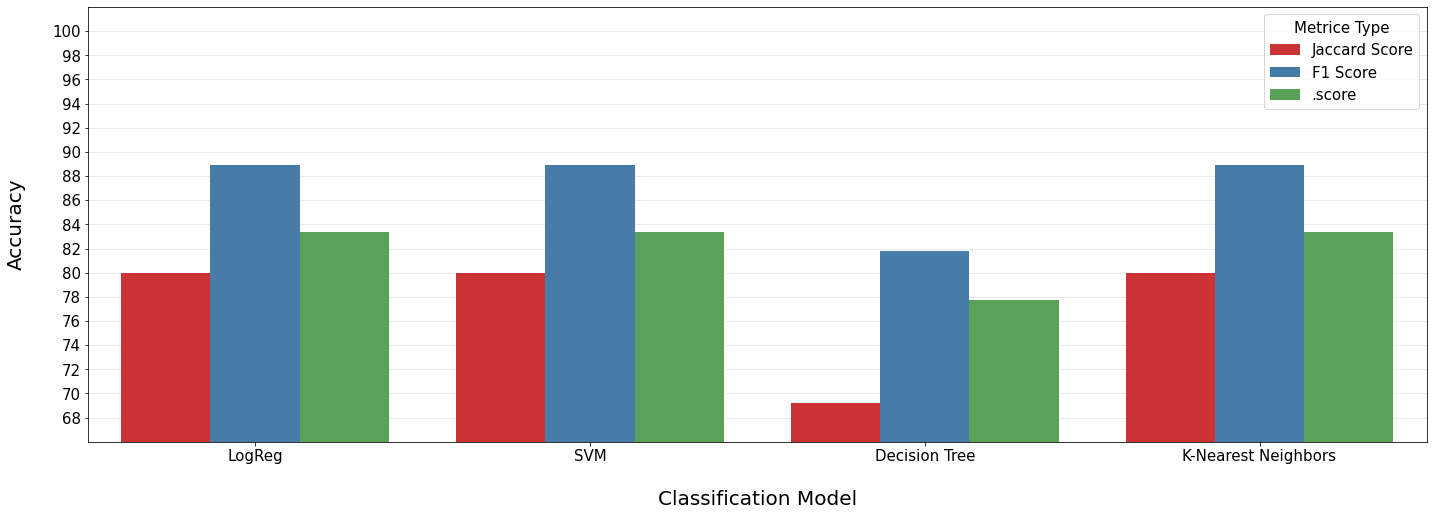 100
98
96
94
92
90
88
86
84
82
80
78
76
74
72
70
68
Accuracy
Metrice Type
Jaccard Score
F1 Score
.score
LogReg
SVM
Decision Tree
K-Nearest Neighbors
Classification Model